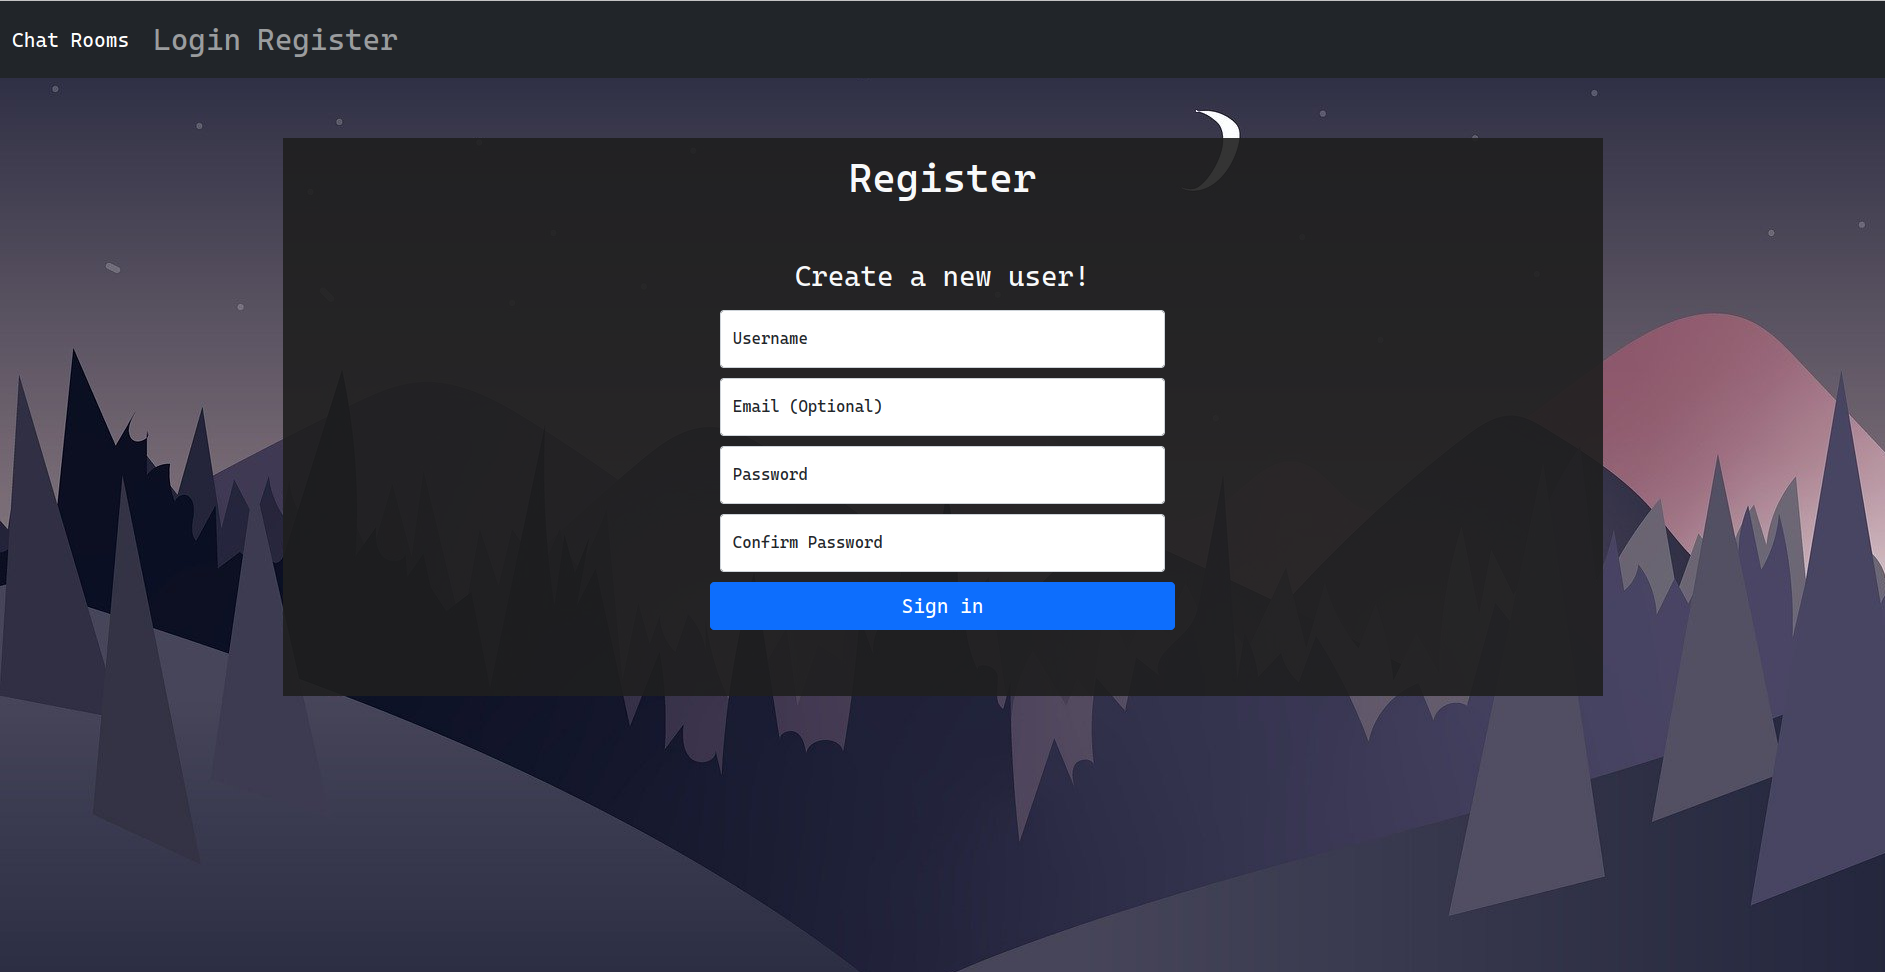 Chat Rooms Login Register
Register
Create a new user!
Username
Email (Optional)
Password
Confirm Password
Sign in